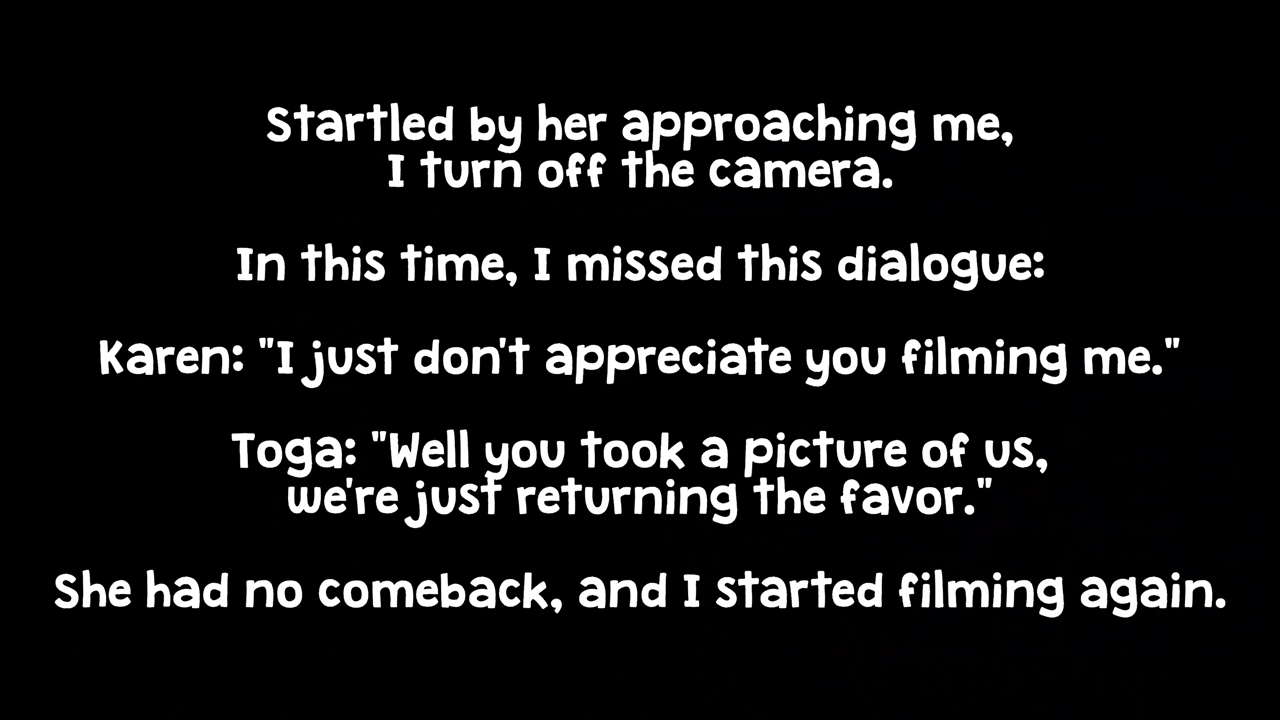 Startled by her approaching me,
I turn off the camera.
In this time, I missed this dialogue:
Karen: "I just don't appreciate you filming me."
Toga: "Well you took a picture of us,
we're just returning the favor."
She had no comeback, and I started filming again.